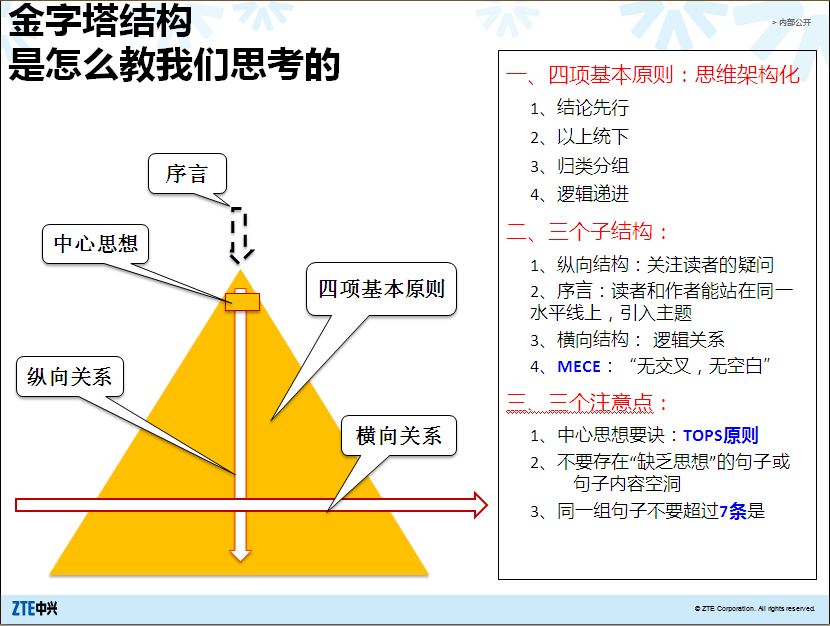 金字塔结构
是怎么教我们思考的
> 内部公开
序言
中心思想
四项基本原则
纵向关系
横向关系
一、四项基本原则：思维架构化
1、结论先行
2、以上统下
3、归类分组
4、逻辑递进
二、三个子结构：
1、纵向结构：关注读者的疑问
2、序言：读者和作者能站在同一
水平线上，引入主题
3、横向结构： 逻辑关系
4、MECE： “无交叉，无空白”
三、三个注意点：
1、中心思想要诀：TOPS原则
2、不要存在“缺乏思想”的句子或
句子内容空洞
3、同一组句子不要超过7条是
ZTE中兴
© ZTE Corporation. All rights reserved.